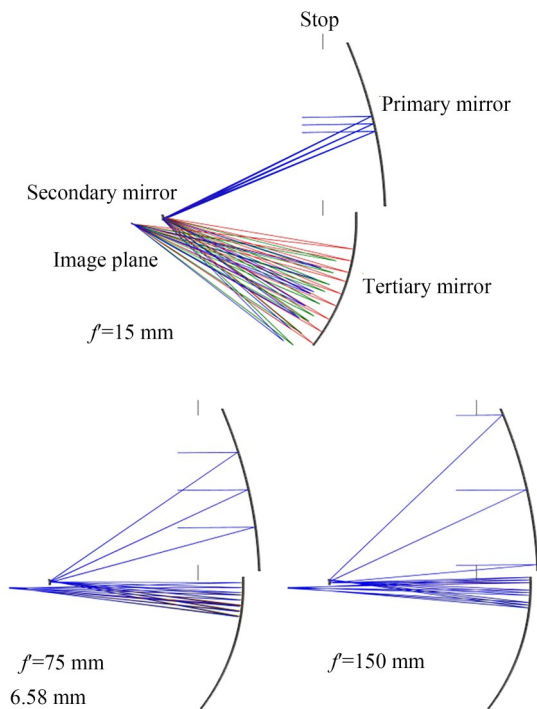 Stop
Primary mirror
Secondary mirror
Image plane
Tertiary mirror
f′=15 mm
f′=75 mm
f′=150 mm
6.58 mm